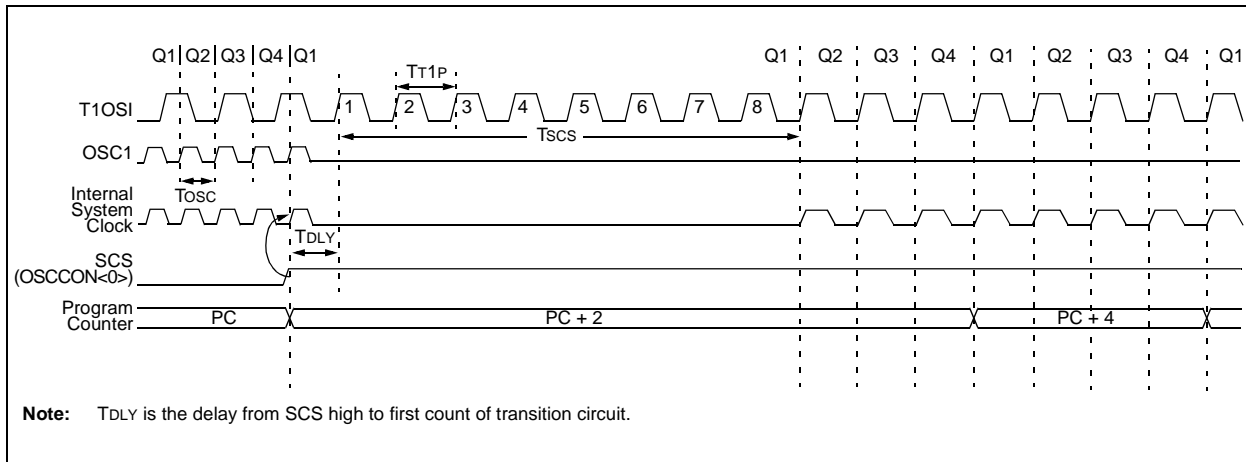 Q1 Q2 Q3 Q4 Q1 Q1 Q2 Q3 Q4 Q1 Q2 Q3 Q4 Q1
TT1P
T1OSI 1 2 3 4 5 6 7 8
TSCS
OSC1
TOSC
Internal
System
Clock
TDLY
SCS
(OSCCON<0>)
Program
Counter PC PC + 2 PC + 4
Note: TDLY is the delay from SCS high to first count of transition circuit.